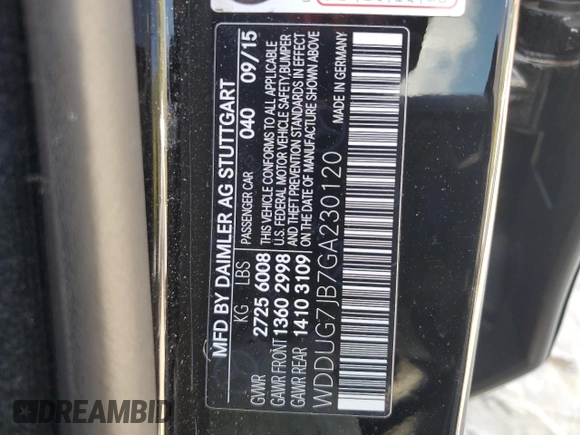 MFD BY DAIMLER AG STUTTGART
KG LBS PASSENGER CAR 040 09/15
GVWR 2725 6008
GAWR FRONT 1360 2998
GAWR REAR 1410 3109
THIS VEHICLE CONFORMS TO ALL APPLICABLE
U.S. FEDERAL MOTOR VEHICLE SAFETY,BUMPER
AND THEFT PREVENTION STANDARDS IN EFFECT
ON THE DATE OF MANUFACTURE SHOWN ABOVE
WDDUG7JB7GA230120 MADE IN GERMANY
DREAMBID